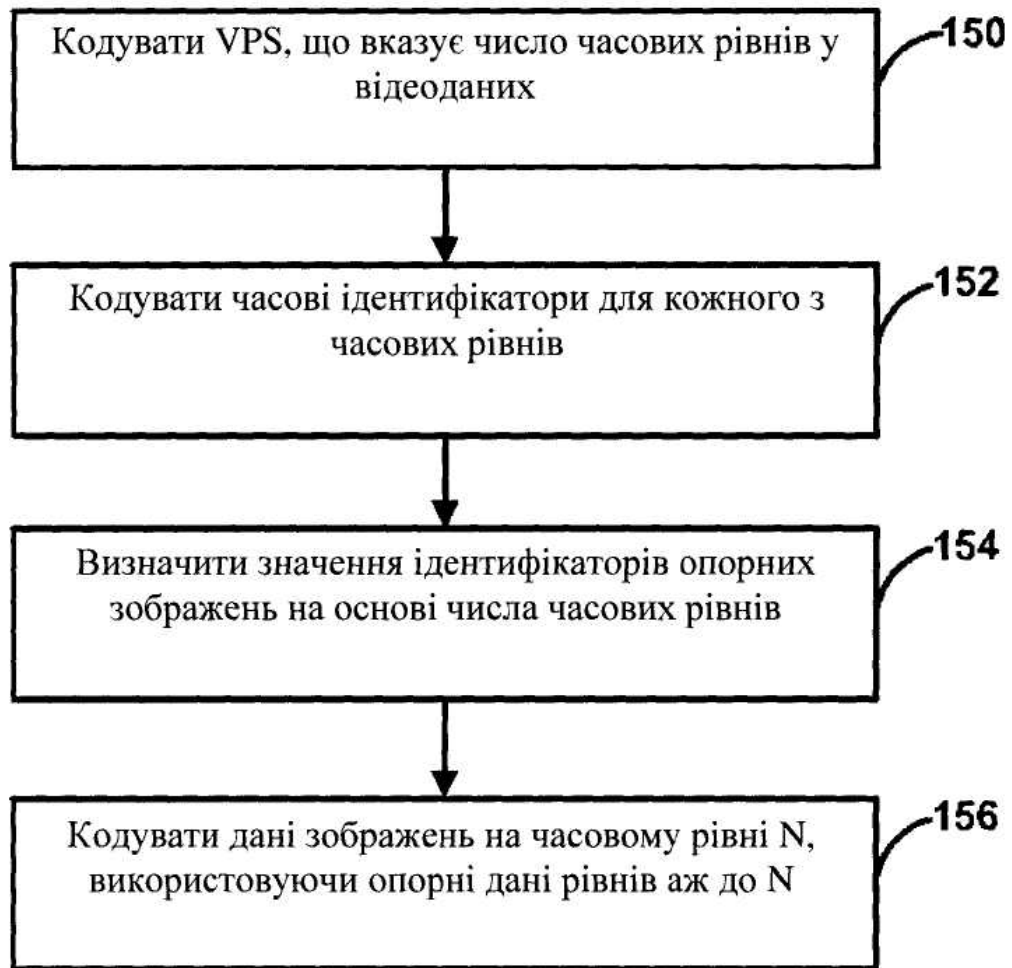 Кодувати VPS, що вказує число часових рівнів у
відеоданих
150
Кодувати часові ідентифікатори для кожного з
часових рівнів
152
Визначити значення ідентифікаторів опорних
зображень на основі числа часових рівнів
154
Кодувати дані зображень на часовому рівні N,
використовуючи опорні дані рівнів аж до N
156